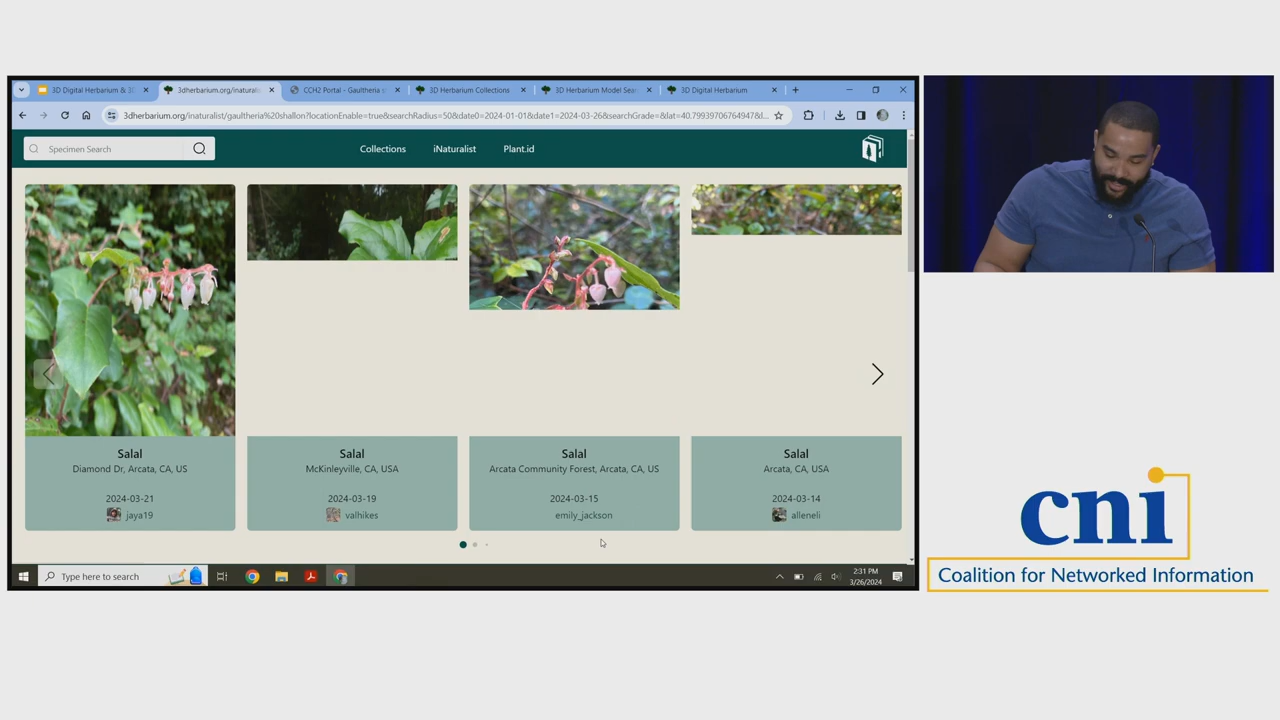 3D Digital Herbarium & 3D
3dherbarium.org/inaturalis
CCH2 Portal - Gaultheria s
3D Herbarium Collections
3D Herbarium Model Sear
3D Digital Herbarium
3dherbarium.org/inaturalist/gaultheria%20shallon?locationEnable=true&searchRadius=50&date0=2024-01-01&date1=2024-03-26&searchGrade=&lat=40.79939706764947&l...
Specimen Search
Collections
iNaturalist
Plant.id
Salal
Diamond Dr, Arcata, CA, US
2024-03-21
jaya19
Salal
McKinleyville, CA, USA
2024-03-19
valhikes
Salal
Arcata Community Forest, Arcata, CA, US
2024-03-15
emily_jackson
Salal
Arcata, CA, USA
2024-03-14
alleneli
Type here to search
2:31 PM
3/26/2024
cni
Coalition for Networked Information